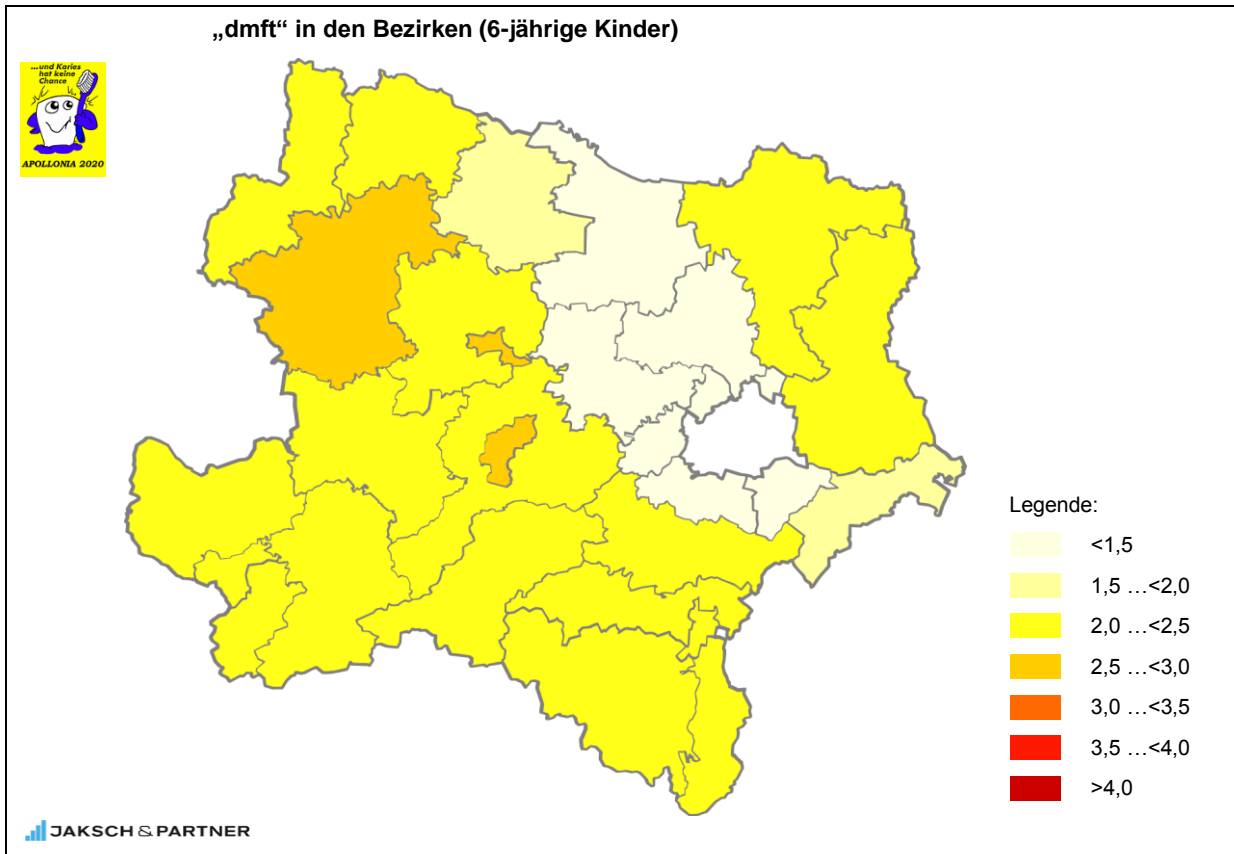 „dmft“ in den Bezirken (6-jährige Kinder)
...und Karies
hat keine
Chance
APOLLONIA 2020
Legende:
<1,5
1,5 …<2,0
2,0 …<2,5
2,5 …<3,0
3,0 …<3,5
3,5 …<4,0
>4,0
JAKSCH & PARTNER